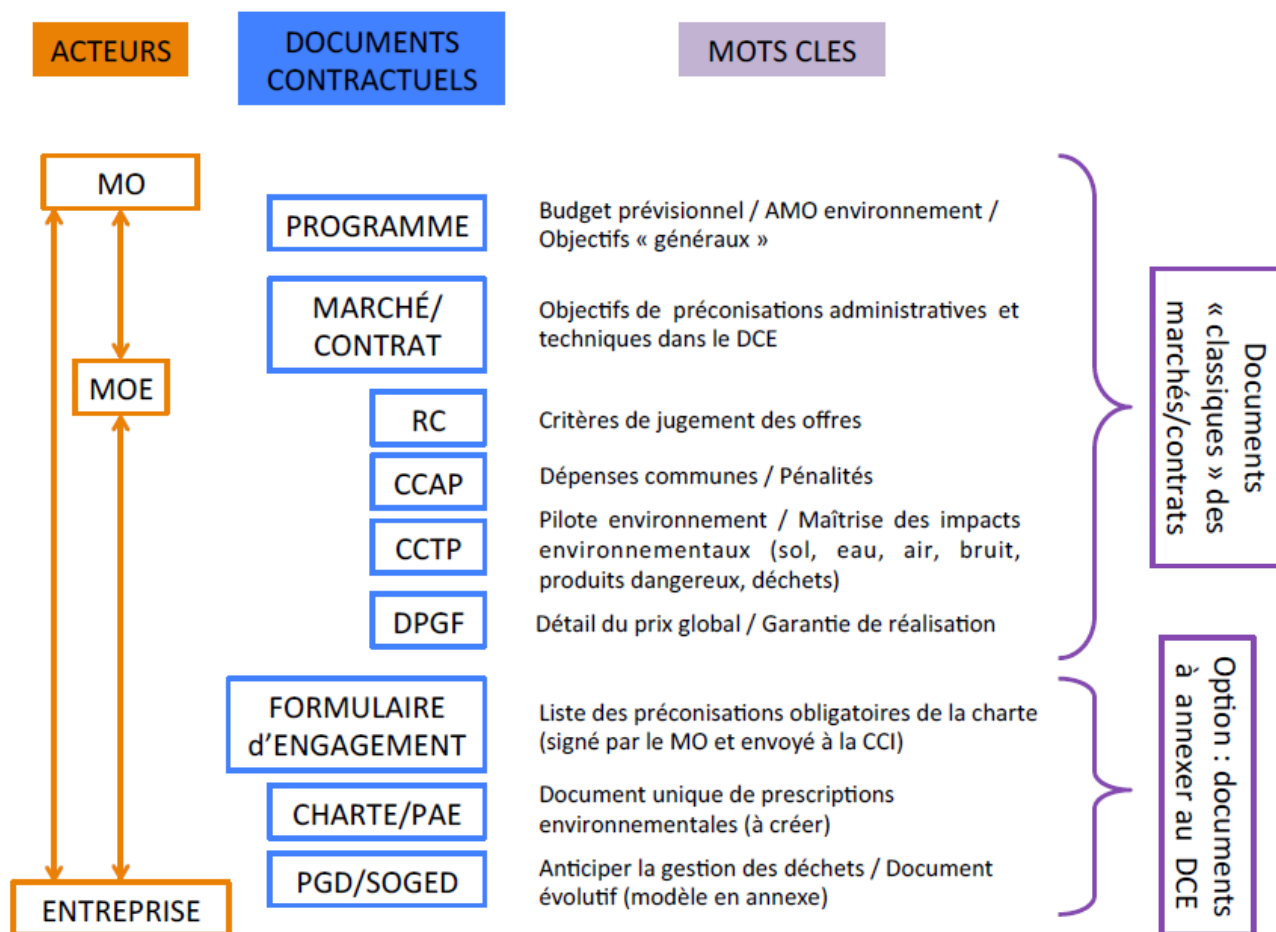 ACTEURS
DOCUMENTS
CONTRACTUELS
MOTS CLES
MO
MOE
ENTREPRISE
PROGRAMME
Budget prévisionnel / AMO environnement /
Objectifs « généraux »
MARCHÉ/
CONTRAT
Objectifs de préconisations administratives et
techniques dans le DCE
RC
Critères de jugement des offres
CCAP
Dépenses communes / Pénalités
CCTP
Pilote environnement / Maîtrise des impacts
environnementaux (sol, eau, air, bruit,
produits dangereux, déchets)
DPGF
Détail du prix global / Garantie de réalisation
FORMULAIRE
d’ENGAGEMENT
Liste des préconisations obligatoires de la charte
(signé par le MO et envoyé à la CCI)
CHARTE/PAE
Document unique de prescriptions
environnementales (à créer)
PGD/SOGED
Anticiper la gestion des déchets / Document
évolutif (modèle en annexe)
Documents
« classiques » des
marchés/contrats
Option : documents
à annexer au DCE